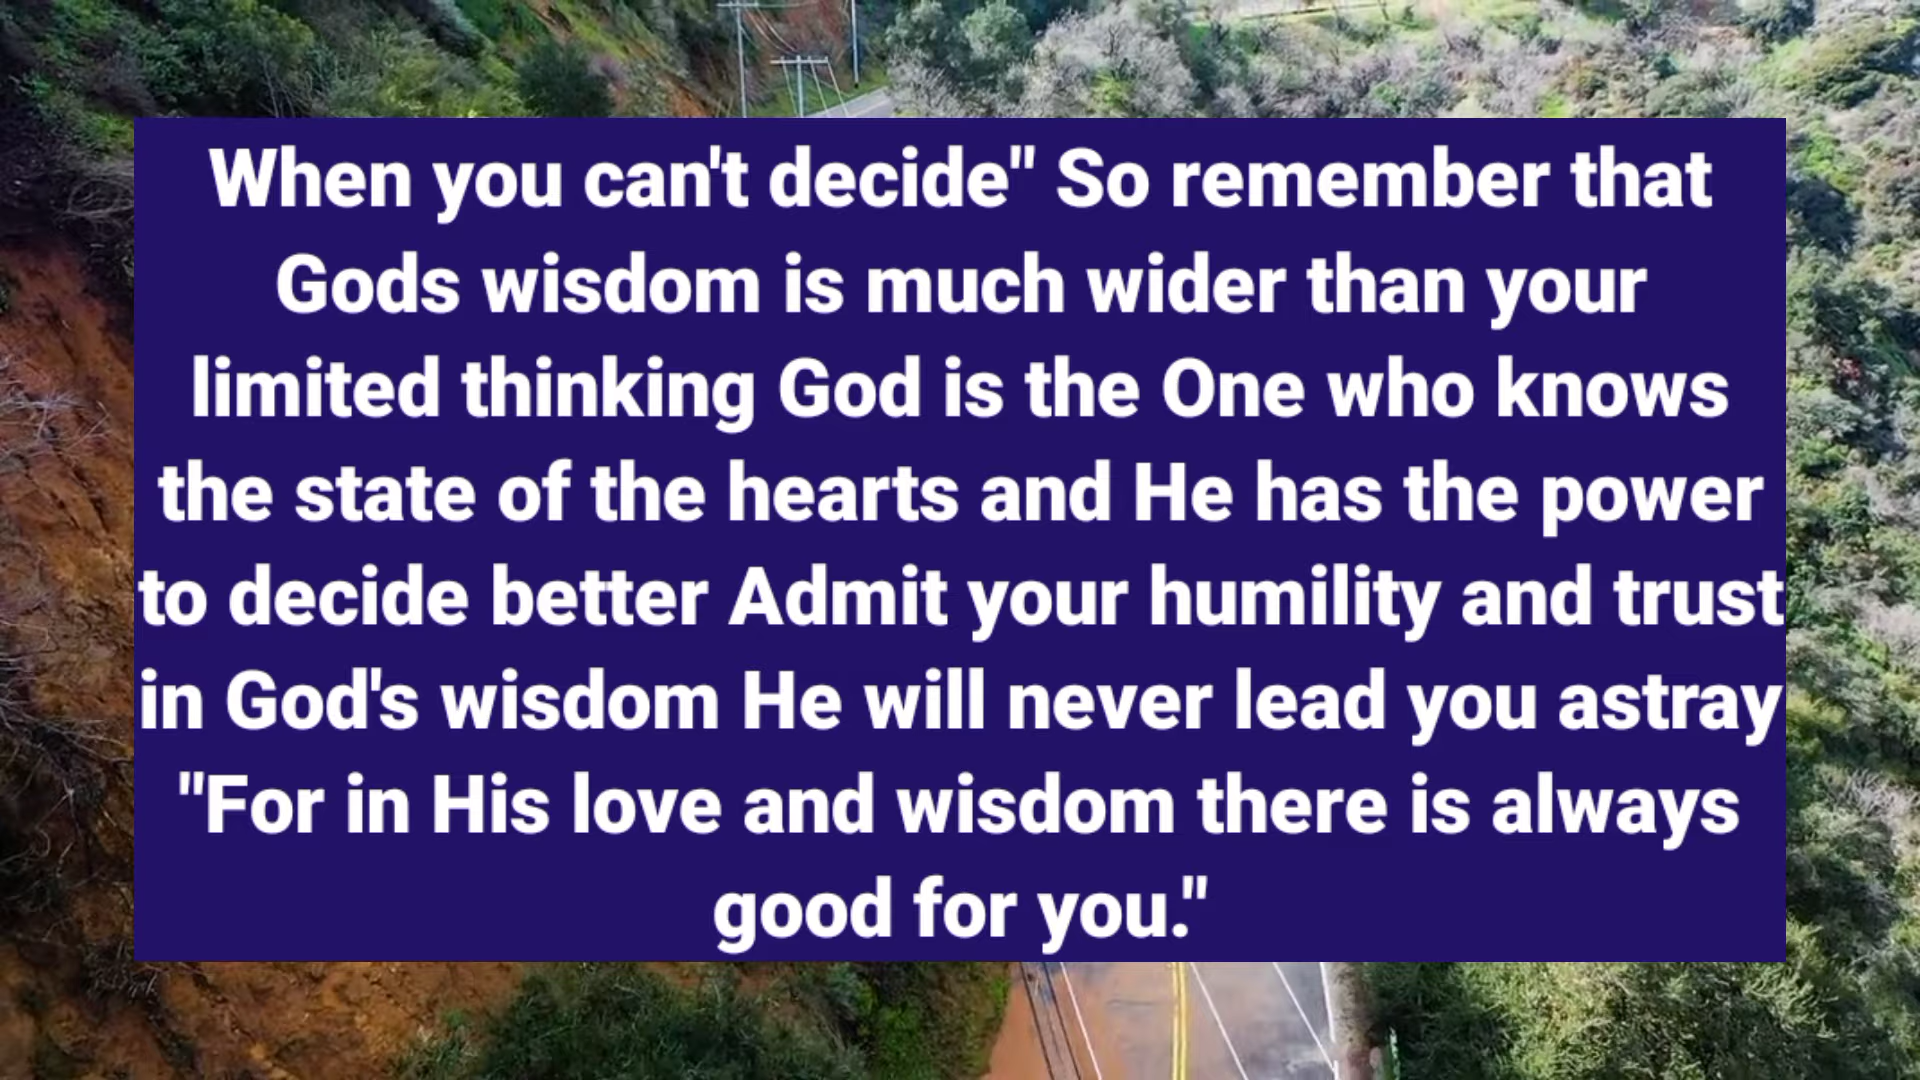 When you can't decide" So remember that
Gods wisdom is much wider than your
limited thinking God is the One who knows
the state of the hearts and He has the power
to decide better Admit your humility and trust
in God's wisdom He will never lead you astray
"For in His love and wisdom there is always
good for you."